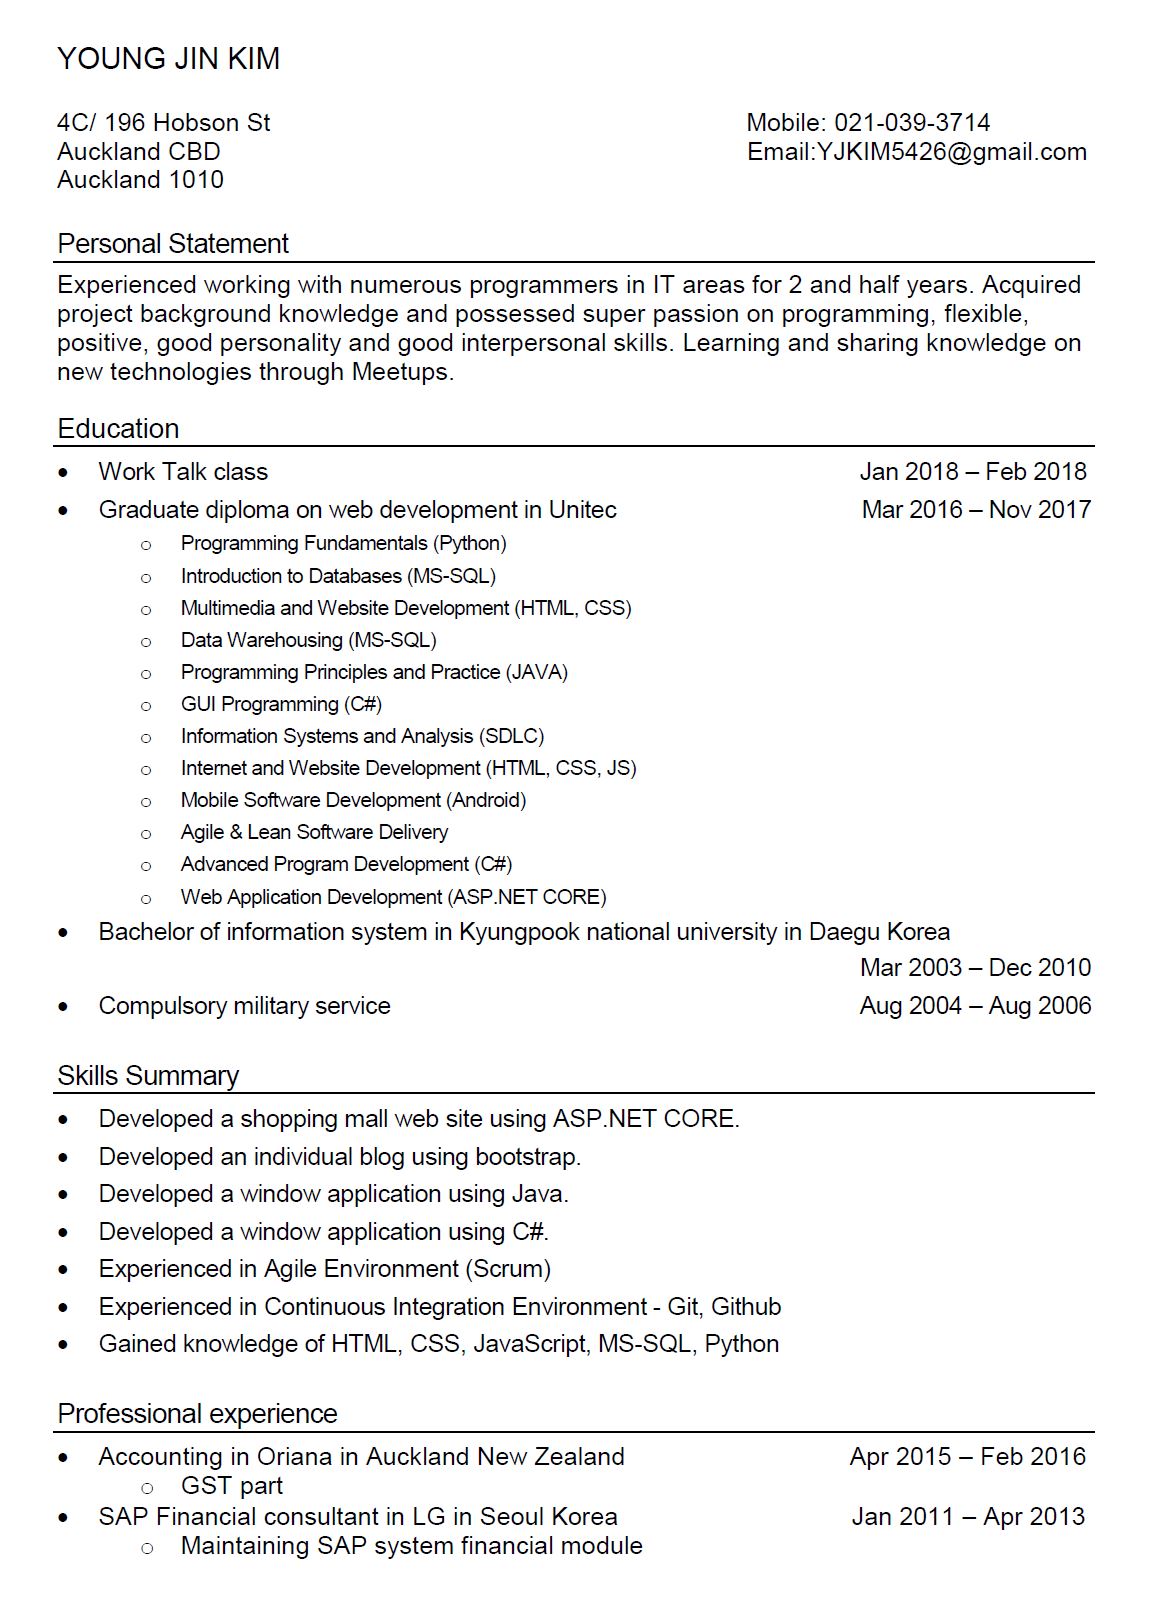 YOUNG JIN KIM
4C/ 196 Hobson St Mobile: 021-039-3714
Auckland CBD Email:YJKIM5426@gmail.com
Auckland 1010
Personal Statement
Experienced working with numerous programmers in IT areas for 2 and half years. Acquired
project background knowledge and possessed super passion on programming, flexible,
positive, good personality and good interpersonal skills. Learning and sharing knowledge on
new technologies through Meetups.
Education
• Work Talk class Jan 2018 – Feb 2018
• Graduate diploma on web development in Unitec Mar 2016 – Nov 2017
o Programming Fundamentals (Python)
o Introduction to Databases (MS-SQL)
o Multimedia and Website Development (HTML, CSS)
o Data Warehousing (MS-SQL)
o Programming Principles and Practice (JAVA)
o GUI Programming (C#)
o Information Systems and Analysis (SDLC)
o Internet and Website Development (HTML, CSS, JS)
o Mobile Software Development (Android)
o Agile & Lean Software Delivery
o Advanced Program Development (C#)
o Web Application Development (ASP.NET CORE)
• Bachelor of information system in Kyungpook national university in Daegu Korea
Mar 2003 – Dec 2010
• Compulsory military service Aug 2004 – Aug 2006
Skills Summary
• Developed a shopping mall web site using ASP.NET CORE.
• Developed an individual blog using bootstrap.
• Developed a window application using Java.
• Developed a window application using C#.
• Experienced in Agile Environment (Scrum)
• Experienced in Continuous Integration Environment - Git, Github
• Gained knowledge of HTML, CSS, JavaScript, MS-SQL, Python
Professional experience
• Accounting in Oriana in Auckland New Zealand Apr 2015 – Feb 2016
o GST part
• SAP Financial consultant in LG in Seoul Korea Jan 2011 – Apr 2013
o Maintaining SAP system financial module